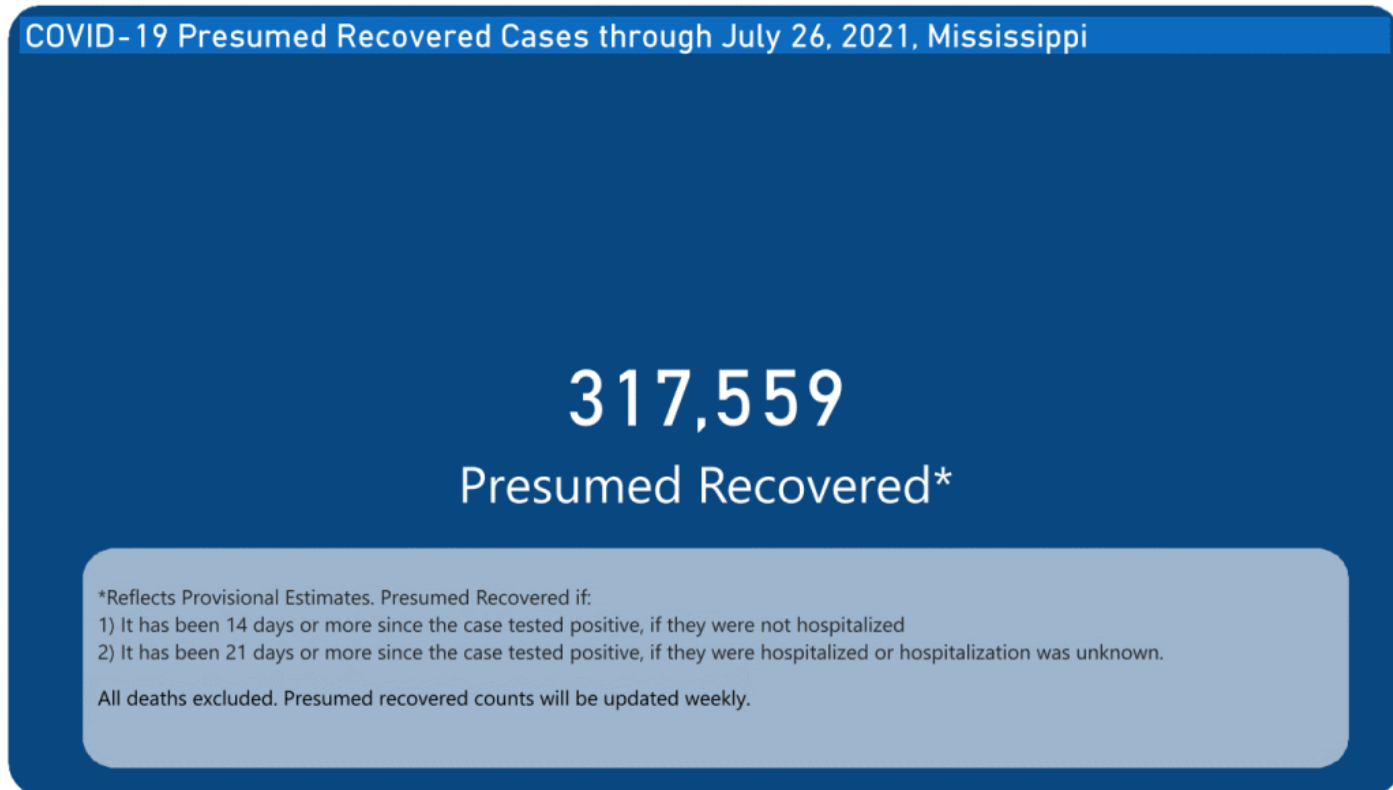 COVID-19 Presumed Recovered Cases through July 26, 2021, Mississippi
317,559
Presumed Recovered*
*Reflects Provisional Estimates. Presumed Recovered if:
1) It has been 14 days or more since the case tested positive, if they were not hospitalized
2) It has been 21 days or more since the case tested positive, if they were hospitalized or hospitalization was unknown.
All deaths excluded. Presumed recovered counts will be updated weekly.